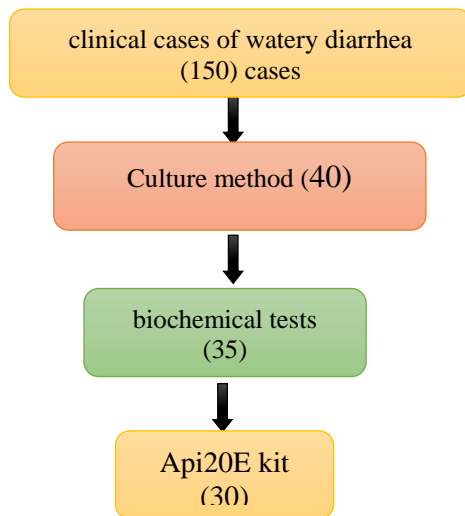 clinical cases of watery diarrhea
(150) cases
Culture method (40)
biochemical tests
(35)
Api20E kit
(30)